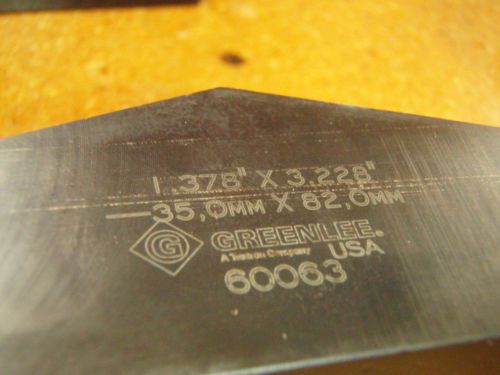 1.378" X 3.228"
35,0MM X 82,0MM
G GREENLEE®
A Textron Company USA
60063